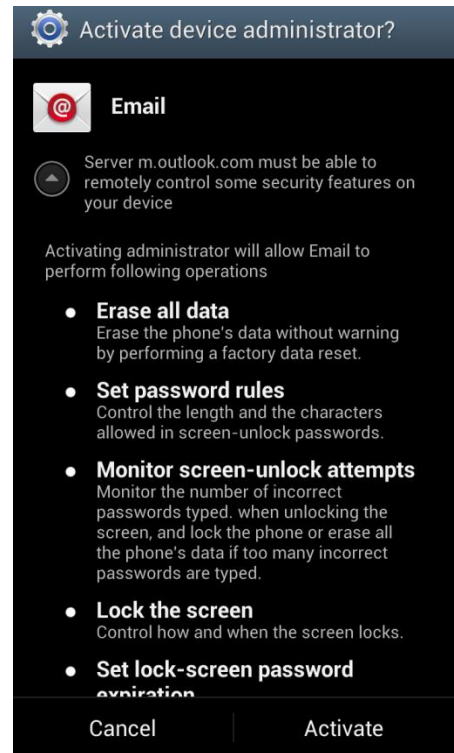 Activate device administrator?
@
Email
Server m.outlook.com must be able to
remotely control some security features on
your device
Activating administrator will allow Email to
perform following operations
• Erase all data
Erase the phone's data without warning
by performing a factory data reset.
• Set password rules
Control the length and the characters
allowed in screen-unlock passwords.
• Monitor screen-unlock attempts
Monitor the number of incorrect
passwords typed. when unlocking the
screen, and lock the phone or erase all
the phone's data if too many incorrect
passwords are typed.
• Lock the screen
Control how and when the screen locks.
• Set lock-screen password
expiration
Cancel
Activate